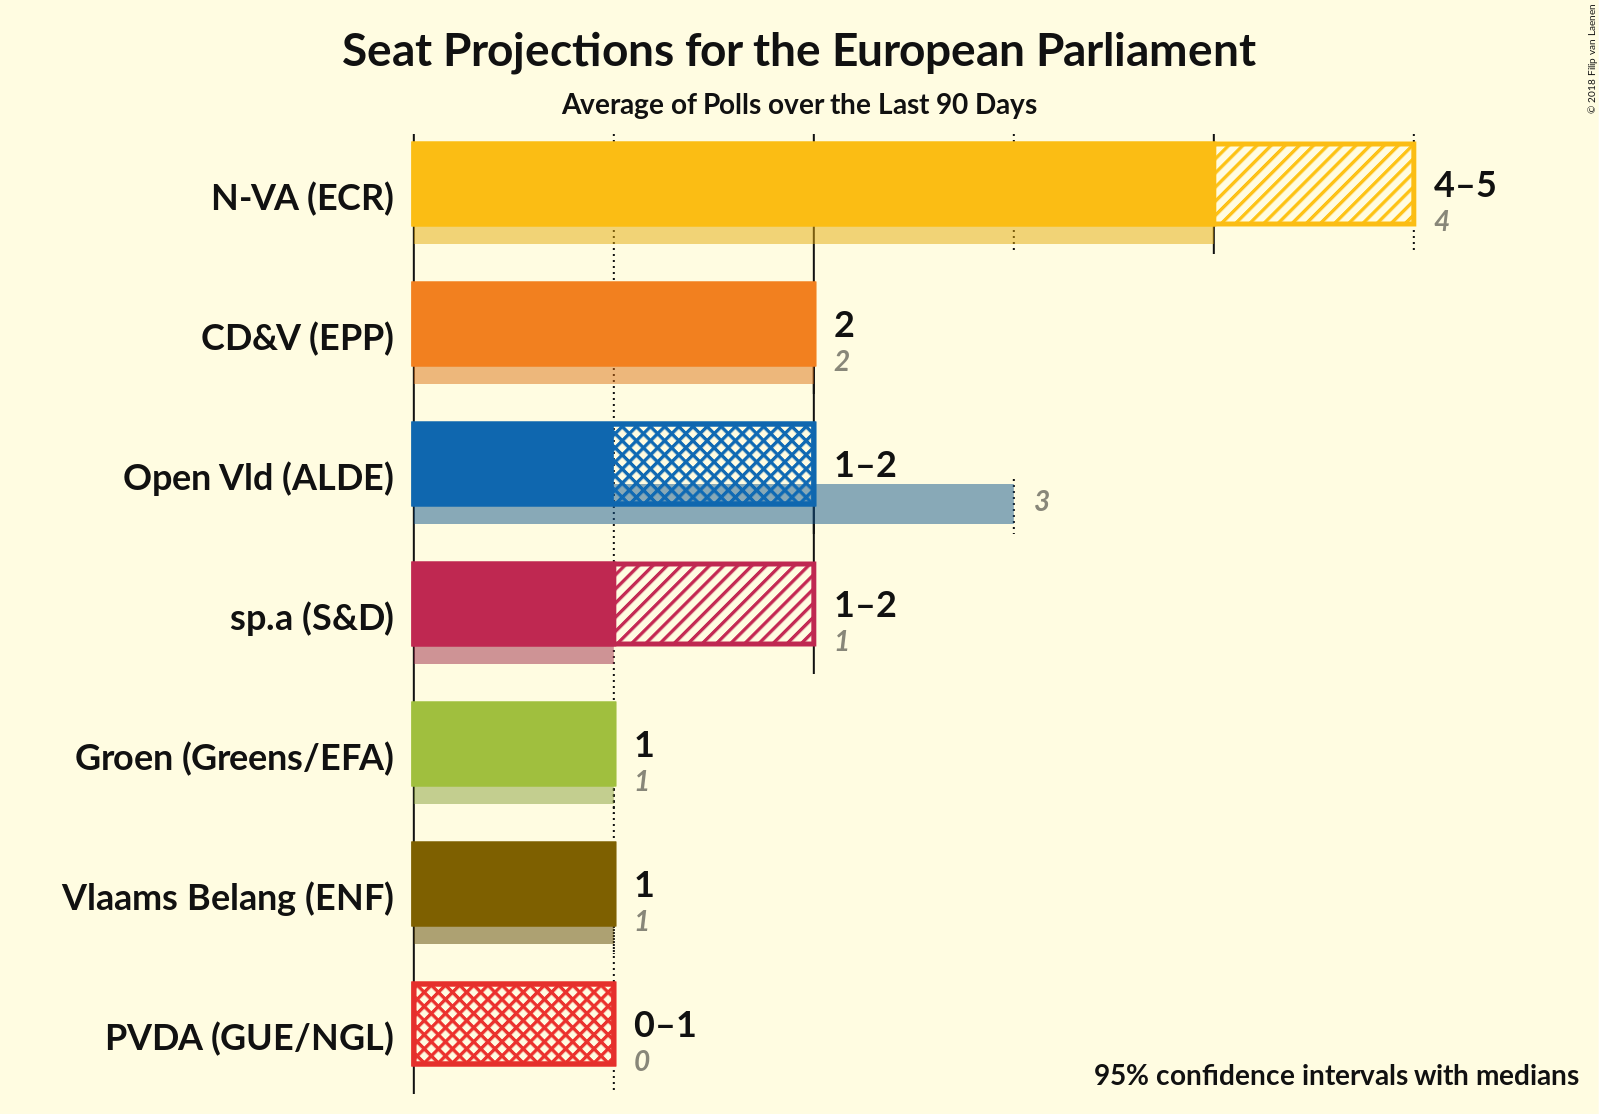 Seat Projections for the European Parliament
Average of Polls over the Last 90 Days
© 2018 Filip van Laenen
N-VA (ECR)
4–5
4
CD&V (EPP)
2
2
Open Vld (ALDE)
1–2
3
sp.a (S&D)
1–2
1
Groen (Greens/EFA)
1
1
Vlaams Belang (ENF)
1
1
PVDA (GUE/NGL)
0–1
0
95% confidence intervals with medians